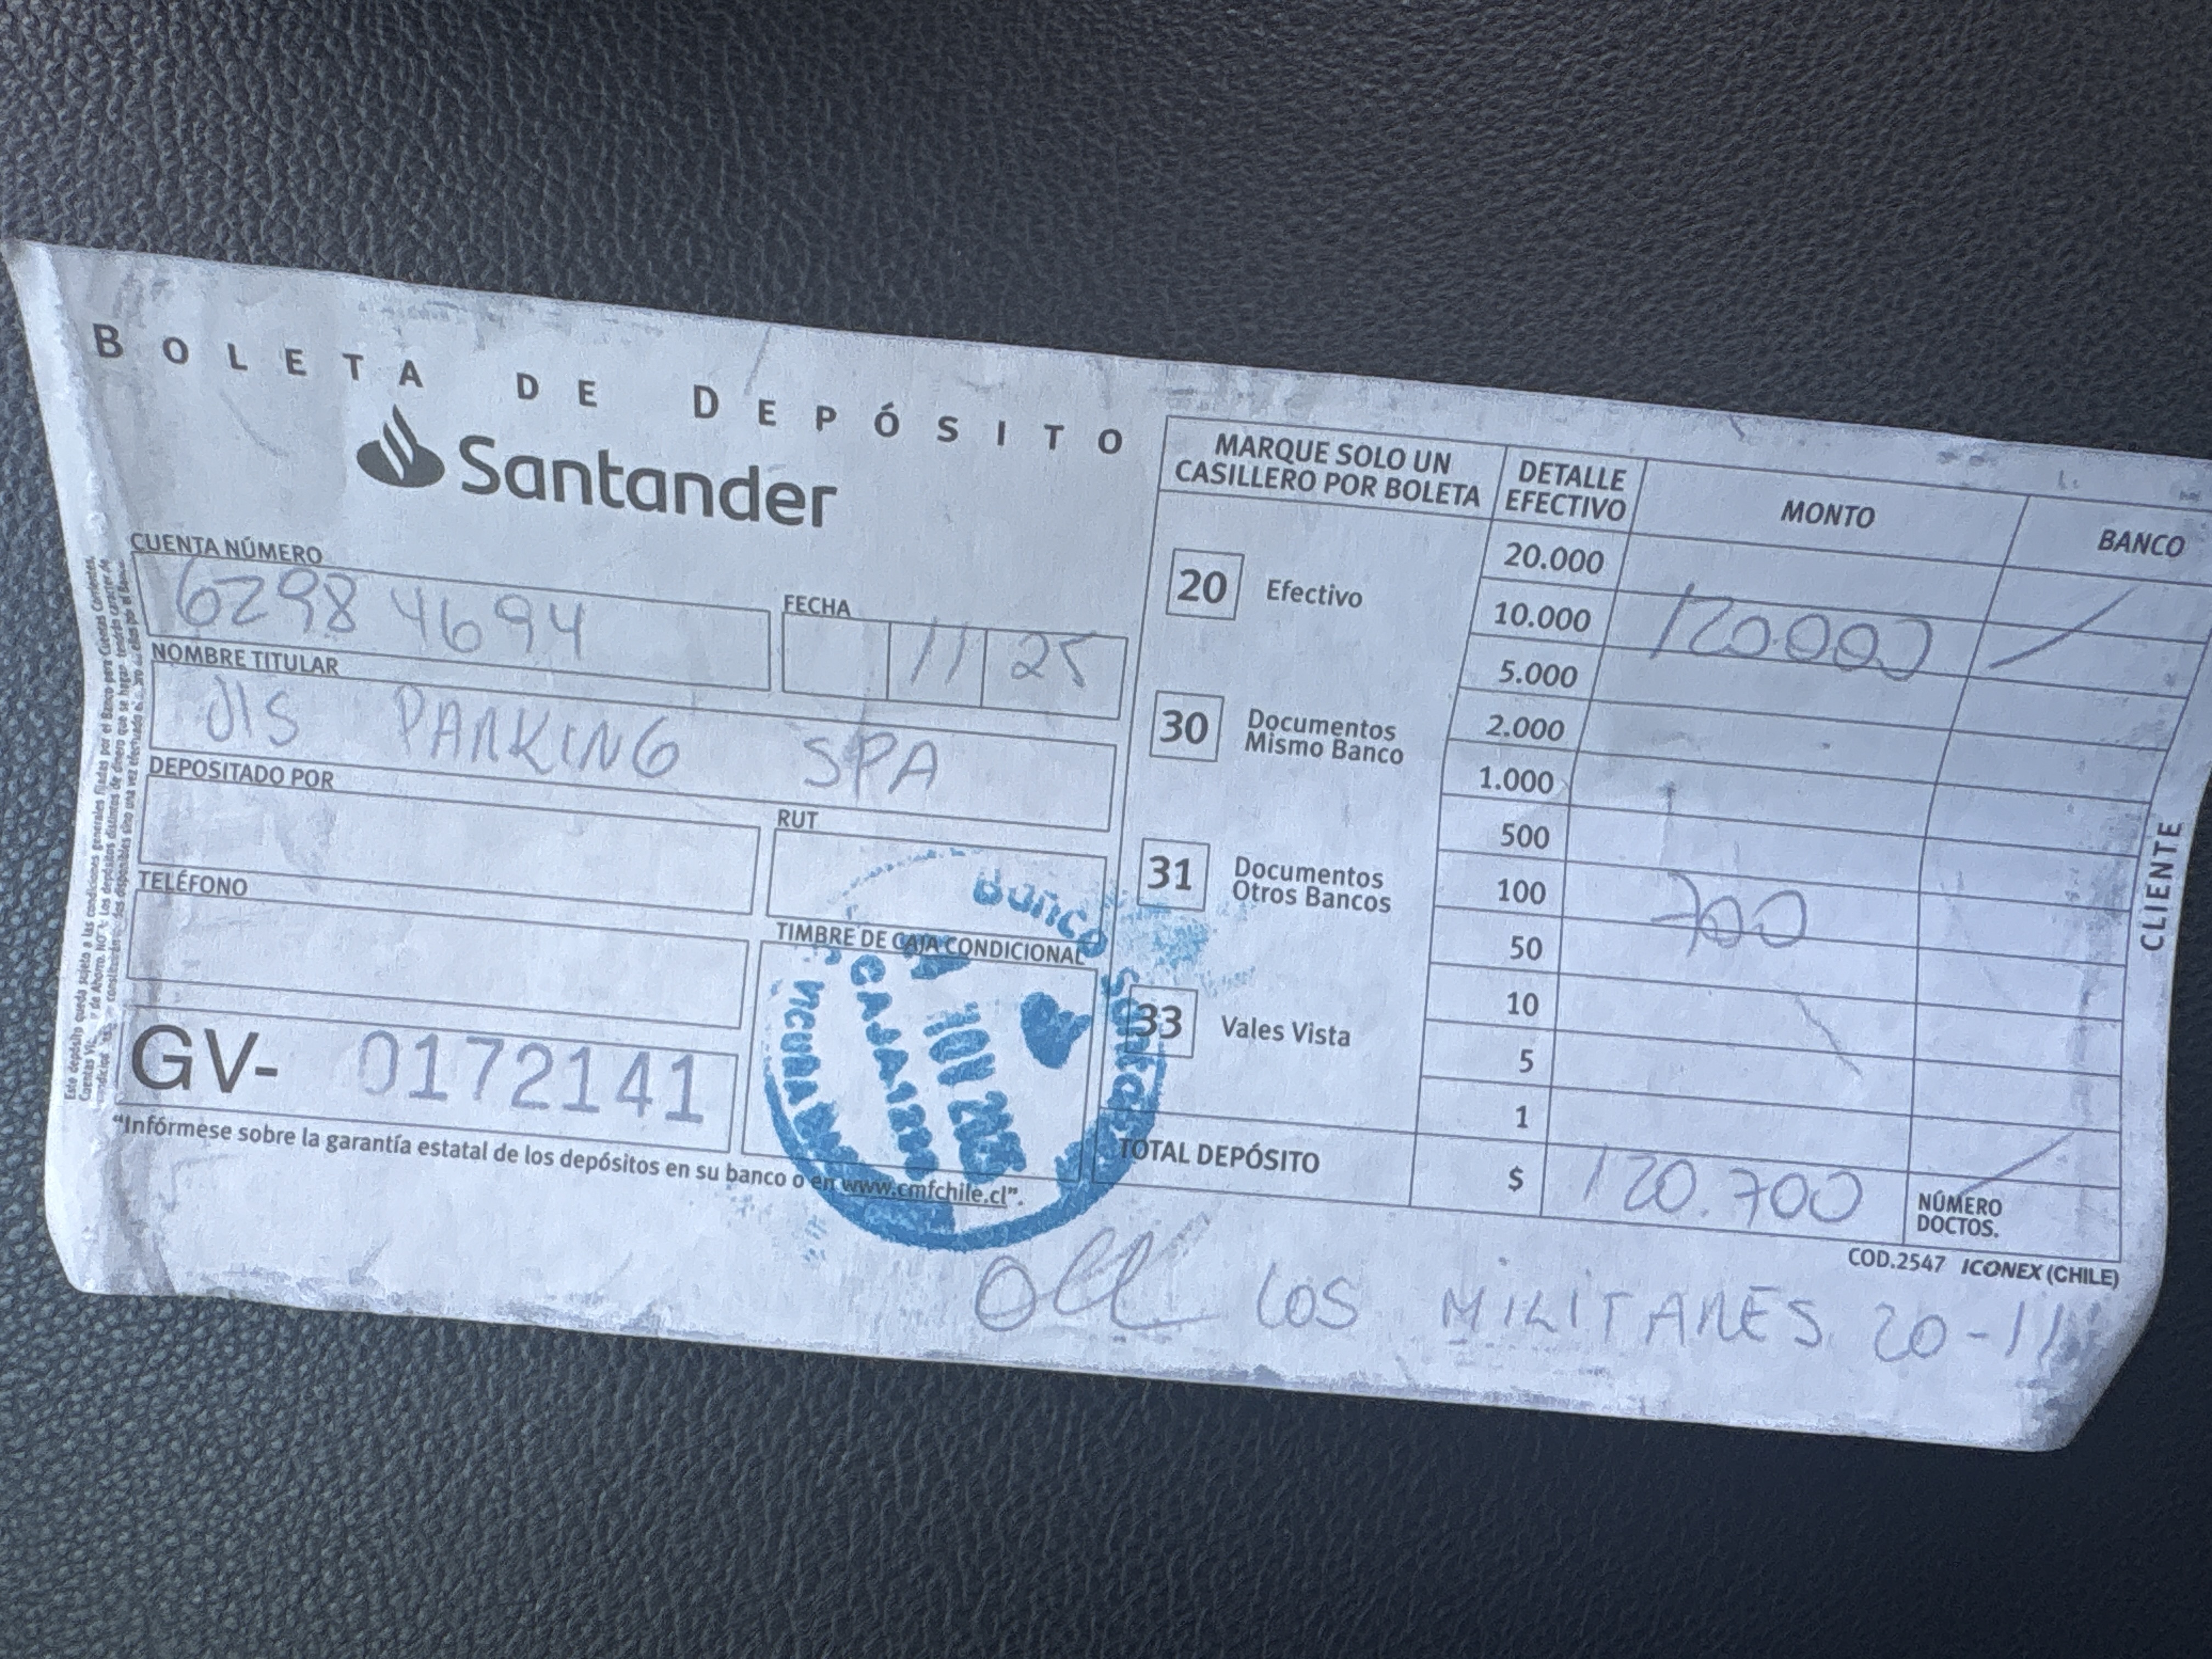 BOLETA DE DEPÓSITO
Santander
CUENTA NÚMERO
6298 4694
FECHA
11 25
NOMBRE TITULAR
JIS PARKING SPA
DEPOSITADO POR
RUT
TELÉFONO
TIMBRE DE CAJA CONDICIONAL
GV- 0172141
"Infórmese sobre la garantía estatal de los depósitos en su banco o en www.cmfchile.cl".
Banco Santander
NOV 2025
MARQUE SOLO UN
CASILLERO POR BOLETA
20 Efectivo
30 Documentos
Mismo Banco
31 Documentos
Otros Bancos
33 Vales Vista
DETALLE
EFECTIVO
MONTO
BANCO
20.000
10.000 120.000
5.000
2.000
1.000
500
100 700
50
10
5
1
TOTAL DEPÓSITO $ 120.700
NÚMERO
DOCTOS.
CLIENTE
COD.2547 ICONEX (CHILE)
LOS MILITARES 20-11